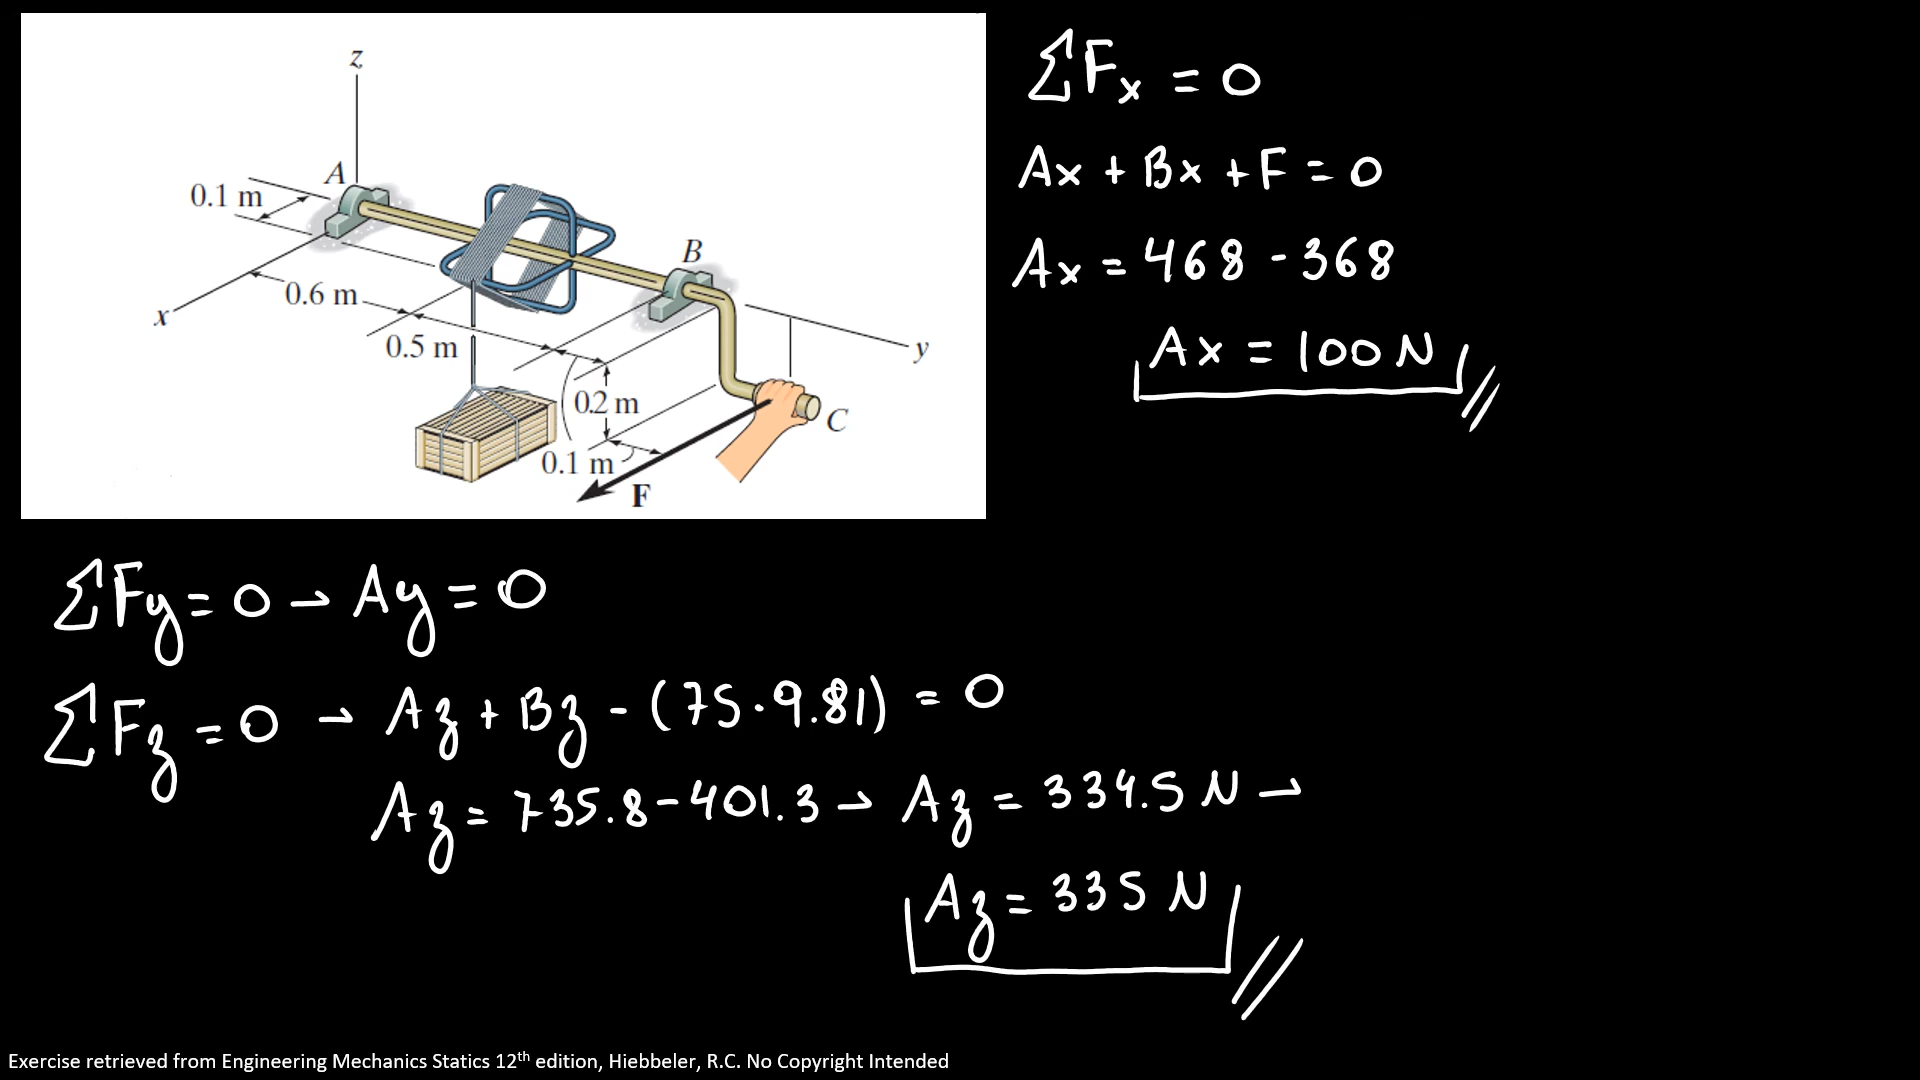 z
A
0.1 m
B
0.6 m
x
0.5 m
y
0.2 m
C
0.1 m
F
ΣFx = 0
Ax + Bx + F = 0
Ax = 468 - 368
Ax = 100 N
ΣFy = 0 → Ay = 0
ΣFz = 0 → Az + Bz - (75·9.81) = 0
Az = 735.8 - 401.3 → Az = 334.5 N →
Az = 335 N
Exercise retrieved from Engineering Mechanics Statics 12th edition, Hiebbeler, R.C. No Copyright Intended